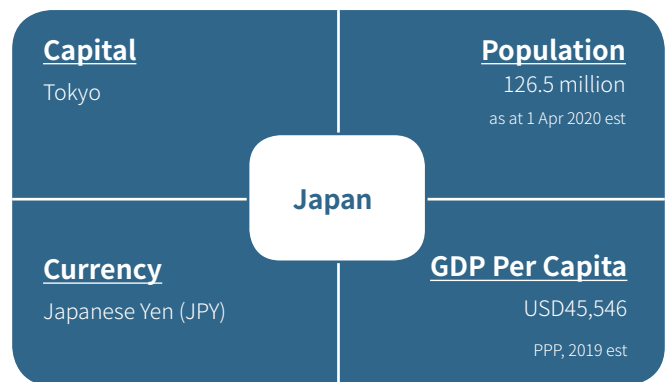 Capital
Tokyo
Population
126.5 million
as at 1 Apr 2020 est
Japan
Currency
Japanese Yen (JPY)
GDP Per Capita
USD45,546
PPP, 2019 est